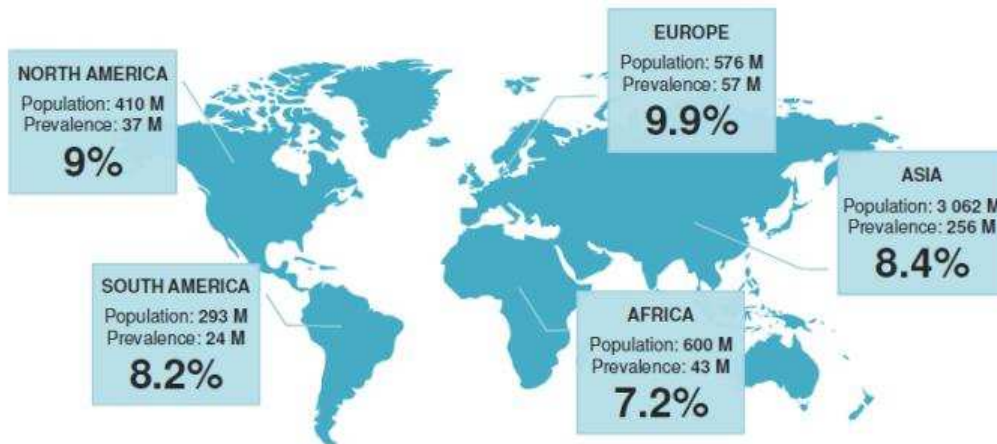 EUROPE
Population: 576 M
Prevalence: 57 M
9.9%
NORTH AMERICA
Population: 410 M
Prevalence: 37 M
9%
ASIA
Population: 3 062 M
Prevalence: 256 M
8.4%
SOUTH AMERICA
Population: 293 M
Prevalence: 24 M
8.2%
AFRICA
Population: 600 M
Prevalence: 43 M
7.2%